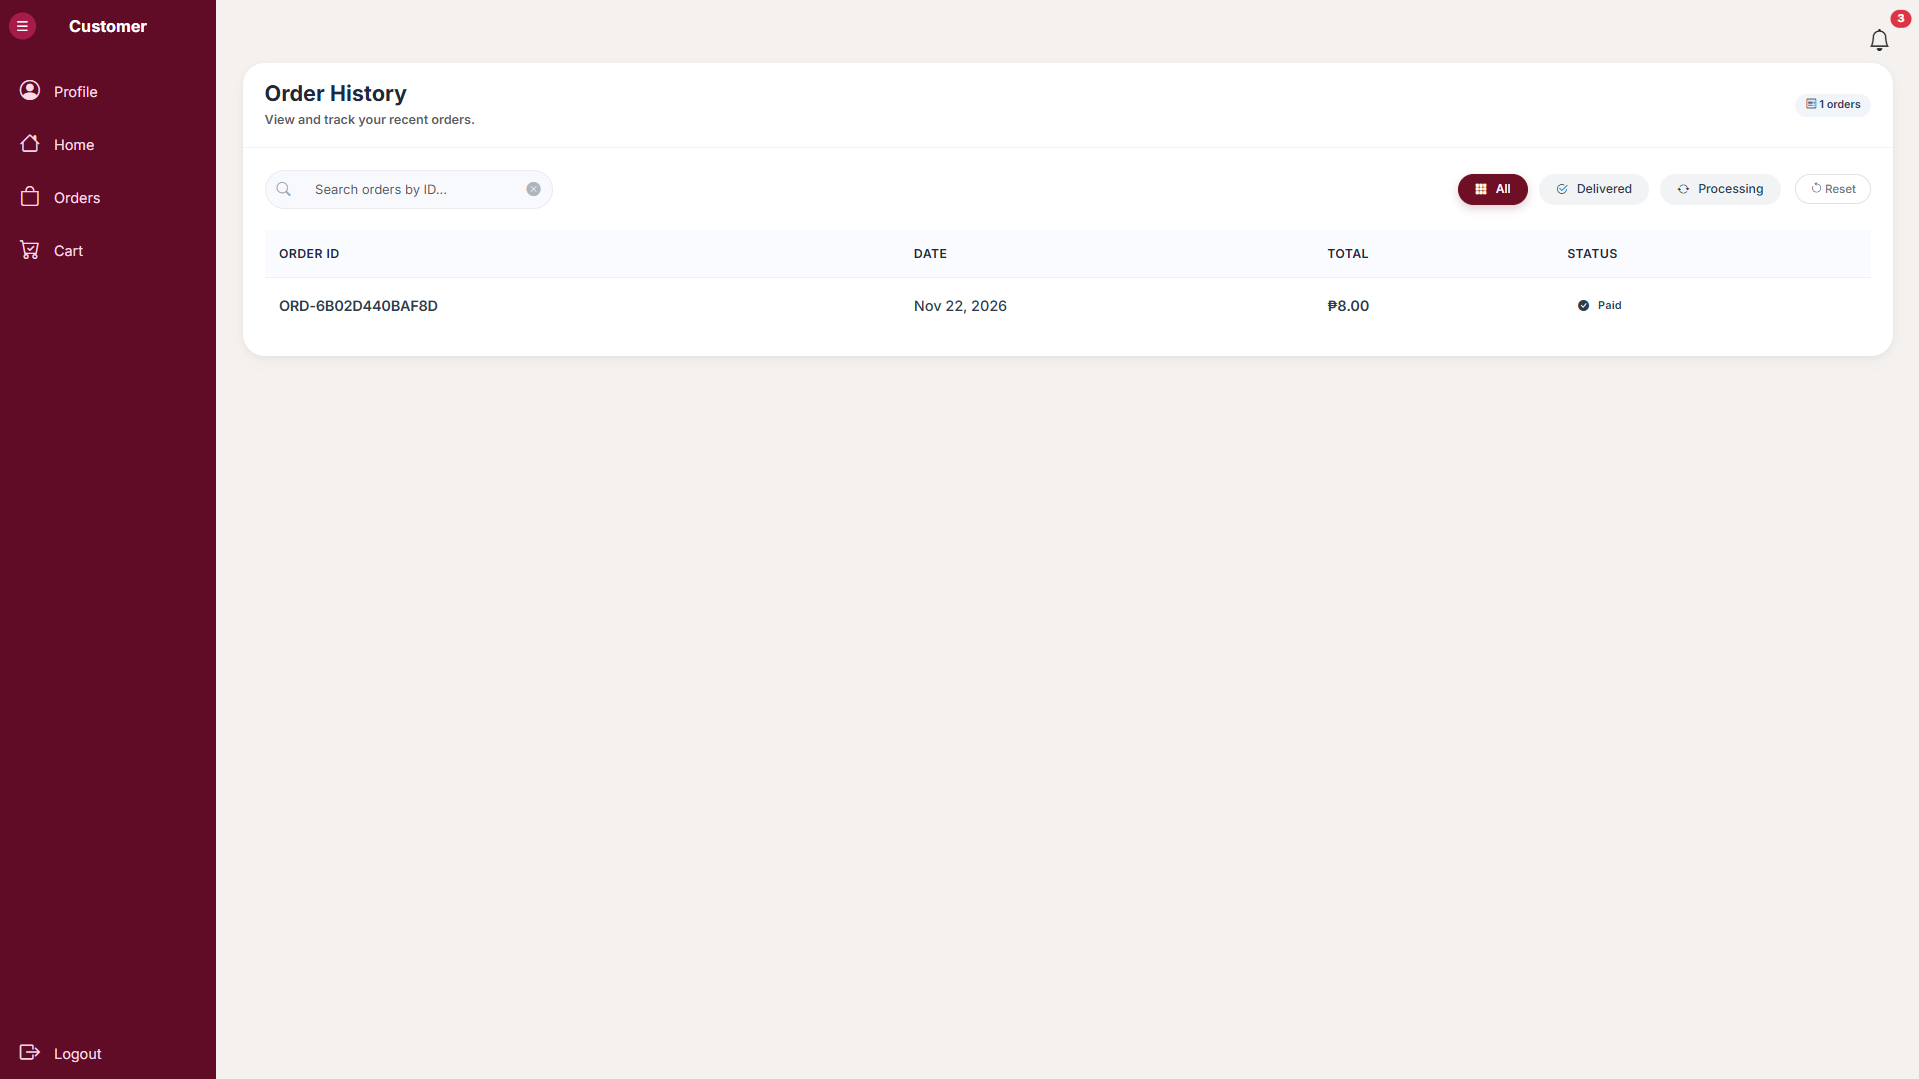 Customer
Profile
Home
Orders
Cart
Logout
3
Order History
View and track your recent orders.
1 orders
Search orders by ID...
All
Delivered
Processing
Reset
ORDER ID DATE TOTAL STATUS
ORD-6B02D440BAF8D Nov 22, 2026 ₱8.00 Paid